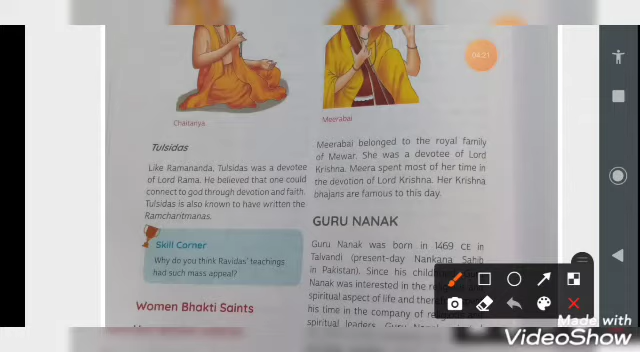 04:21
Chaitanya
Meerabai
Tulsidas
Like Ramananda, Tulsidas was a devotee
of Lord Rama. He believed that one could
connect to god through devotion and faith.
Tulsidas is also known to have written the
Ramcharitmanas.
Skill Corner
Why do you think Ravidas' teachings
had such mass appeal?
Women Bhakti Saints
Meerabai belonged to the royal family
of Mewar. She was a devotee of Lord
Krishna. Meera spent most of her time in
the devotion of Lord Krishna. Her Krishna
bhajans are famous to this day.
GURU NANAK
Guru Nanak was born in 1469 CE in
Talvandi (present-day Nankana Sahib
in Pakistan). Since his
Nanak was interested in the
spiritual aspect of life and
his time in the company of
spiritual leaders. Guru
Made with
VideoShow